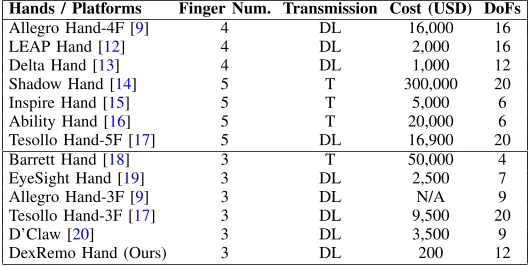 Hands / Platforms Finger Num. Transmission Cost (USD) DoFs
Allegro Hand-4F [9] 4 DL 16,000 16
LEAP Hand [12] 4 DL 2,000 16
Delta Hand [13] 4 DL 1,000 12
Shadow Hand [14] 5 T 300,000 20
Inspire Hand [15] 5 T 5,000 6
Ability Hand [16] 5 T 20,000 6
Tesollo Hand-5F [17] 5 DL 16,900 20
Barrett Hand [18] 3 T 50,000 4
EyeSight Hand [19] 3 DL 2,500 7
Allegro Hand-3F [9] 3 DL N/A 9
Tesollo Hand-3F [17] 3 DL 9,500 20
D'Claw [20] 3 DL 3,500 9
DexRemo Hand (Ours) 3 DL 200 12